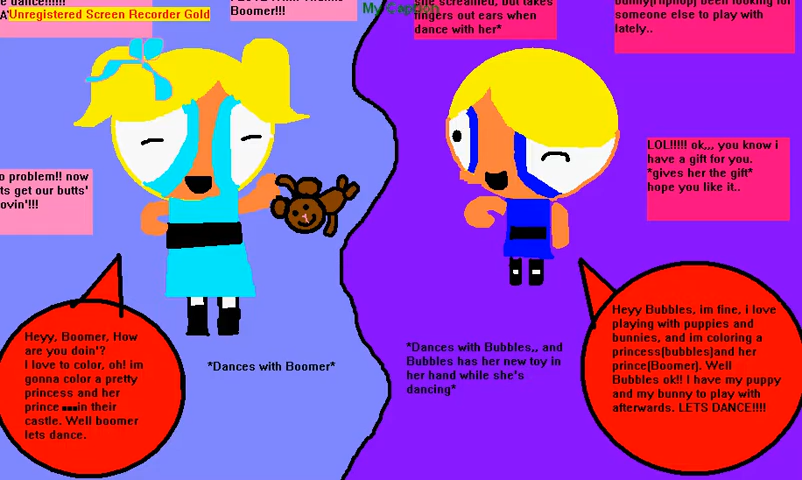 e dance!!!!!!
A'Unregistered Screen Recorder Gold
Boomer!!!
My Caption
she screamed, but takes
fingers out ears when
dance with her*
someone else to play with
lately..
o problem!! now
ts get our butts'
ovin'!!!
LOL!!!!! ok,,, you know i
have a gift for you.
*gives her the gift*
hope you like it..
Heyy, Boomer, How
are you doin'?
I love to color, oh! im
gonna color a pretty
princess and her
prince in their
castle. Well boomer
lets dance.
*Dances with Boomer*
*Dances with Bubbles,, and
Bubbles has her new toy in
her hand while she's
dancing*
Heyy Bubbles, im fine, i love
playing with puppies and
bunnies, and im coloring a
princess(bubbles)and her
prince(Boomer). Well
Bubbles ok!! I have my puppy
and my bunny to play with
afterwards. LETS DANCE!!!!